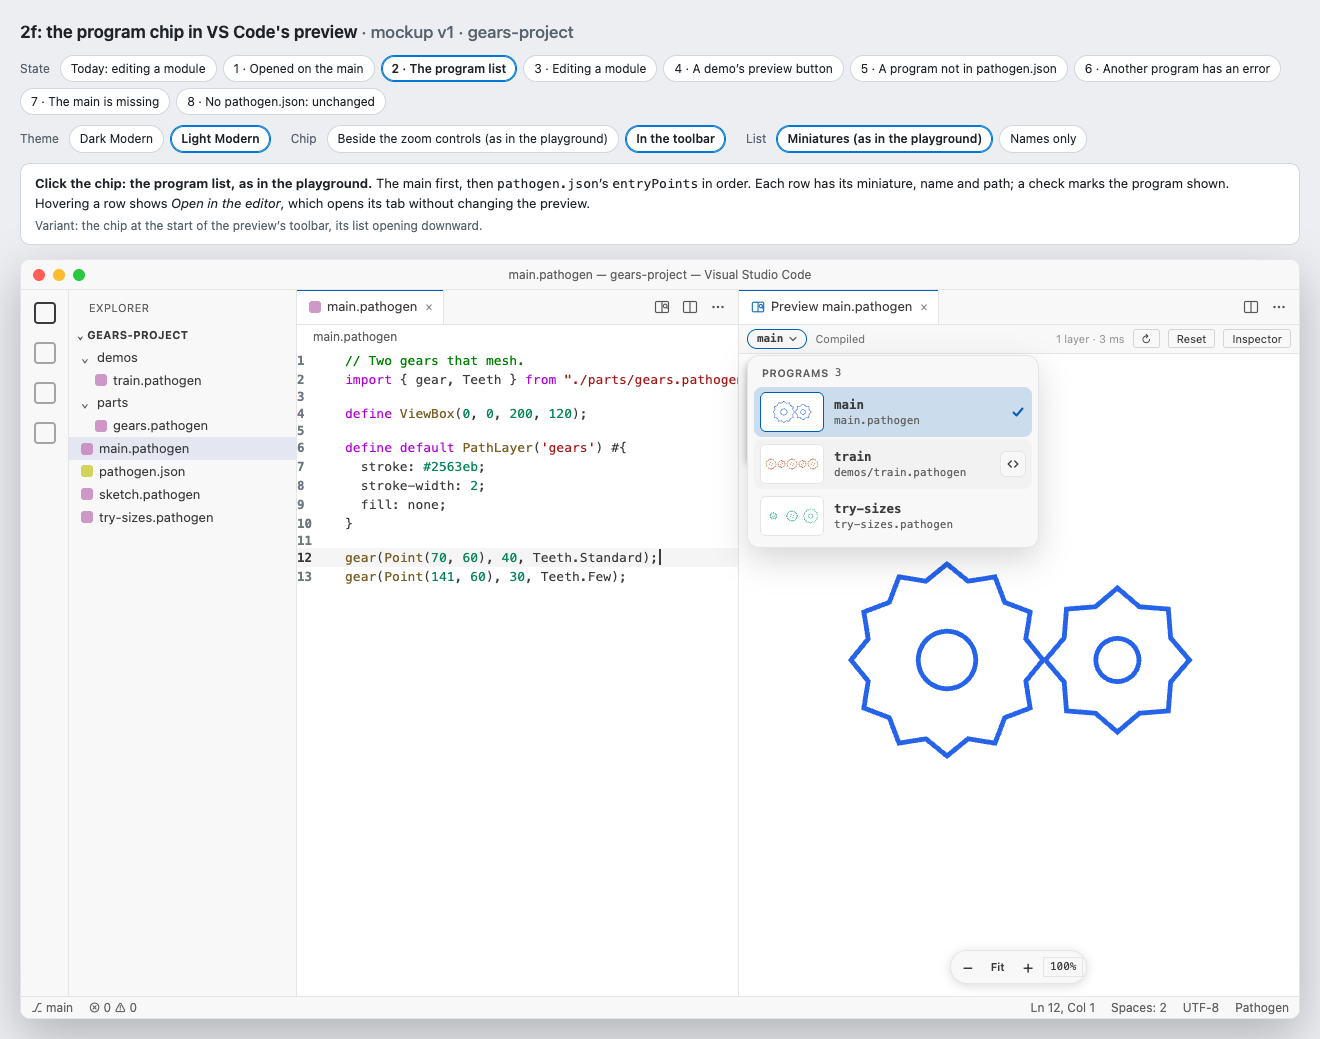 2f: the program chip in VS Code's preview · mockup v1 · gears-project
State Today: editing a module 1 · Opened on the main 2 · The program list 3 · Editing a module 4 · A demo's preview button 5 · A program not in pathogen.json 6 · Another program has an error
7 · The main is missing 8 · No pathogen.json: unchanged
Theme Dark Modern Light Modern Chip Beside the zoom controls (as in the playground) In the toolbar List Miniatures (as in the playground) Names only
Click the chip: the program list, as in the playground. The main first, then pathogen.json's entryPoints in order. Each row has its miniature, name and path; a check marks the program shown.
Hovering a row shows Open in the editor, which opens its tab without changing the preview.
Variant: the chip at the start of the preview's toolbar, its list opening downward.
main.pathogen — gears-project — Visual Studio Code
EXPLORER
GEARS-PROJECT
demos
train.pathogen
parts
gears.pathogen
main.pathogen
pathogen.json
sketch.pathogen
try-sizes.pathogen
main.pathogen ×
main.pathogen
1 // Two gears that mesh.
2 import { gear, Teeth } from "./parts/gears.pathogen
3
4 define ViewBox(0, 0, 200, 120);
5
6 define default PathLayer('gears') #{
7 stroke: #2563eb;
8 stroke-width: 2;
9 fill: none;
10 }
11
12 gear(Point(70, 60), 40, Teeth.Standard);
13 gear(Point(141, 60), 30, Teeth.Few);
Preview main.pathogen ×
main Compiled 1 layer · 3 ms Reset Inspector
PROGRAMS 3
main
main.pathogen
train
demos/train.pathogen
try-sizes
try-sizes.pathogen
− Fit + 100%
main 0 0 Ln 12, Col 1 Spaces: 2 UTF-8 Pathogen